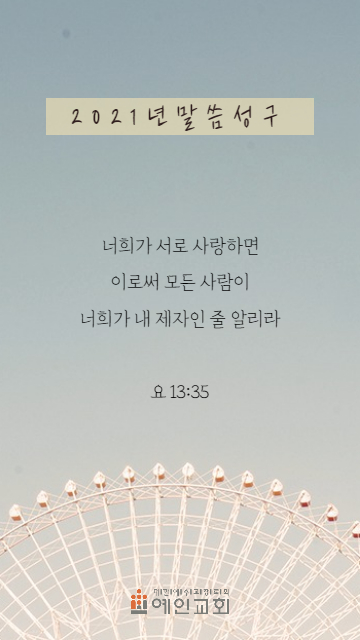 2021년말씀성구
너희가 서로 사랑하면
이로써 모든 사람이
너희가 내 제자인 줄 알리라
요 13:35
예인교회